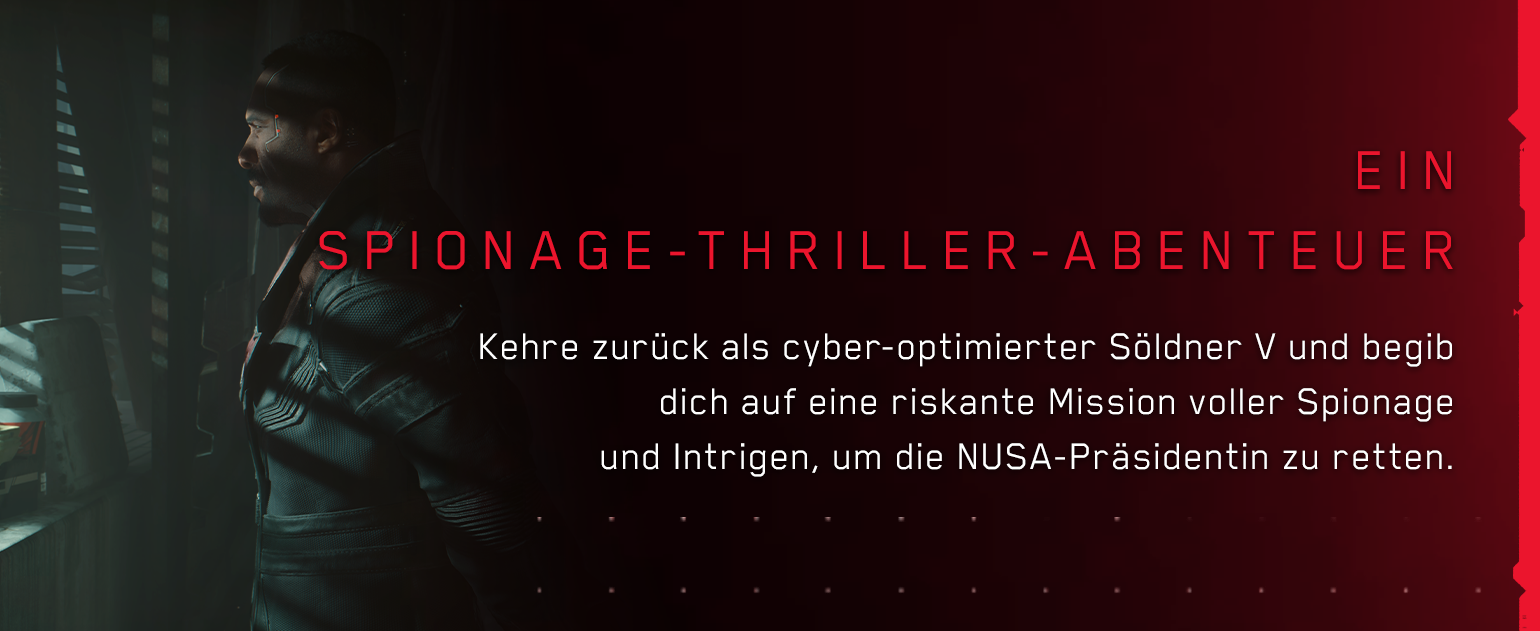 EIN
SPIONAGE-THRILLER-ABENTEUER
Kehre zurück als cyber-optimierter Söldner V und begib
dich auf eine riskante Mission voller Spionage
und Intrigen, um die NUSA-Präsidentin zu retten.